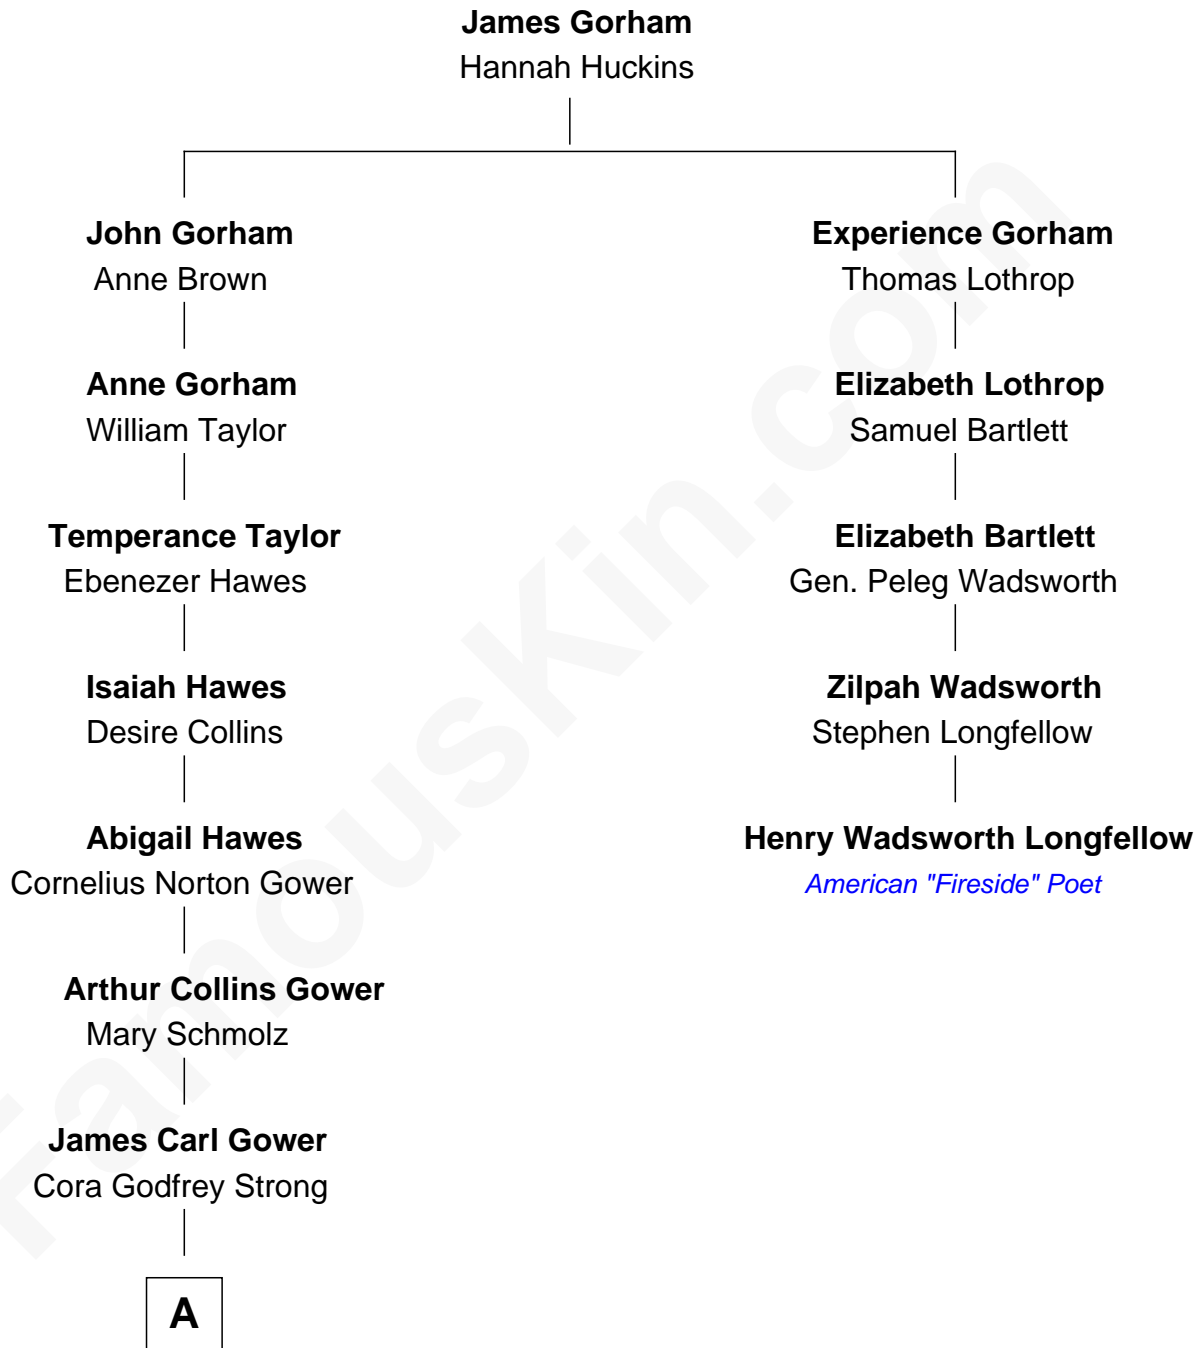 James Gorham
Hannah Huckins
John Gorham
Anne Brown
Anne Gorham
William Taylor
Temperance Taylor
Ebenezer Hawes
Isaiah Hawes
Desire Collins
Abigail Hawes
Cornelius Norton Gower
Arthur Collins Gower
Mary Schmolz
James Carl Gower
Cora Godfrey Strong
A
Experience Gorham
Thomas Lothrop
Elizabeth Lothrop
Samuel Bartlett
Elizabeth Bartlett
Gen. Peleg Wadsworth
Zilpah Wadsworth
Stephen Longfellow
Henry Wadsworth Longfellow
American "Fireside" Poet
FamousKin.com